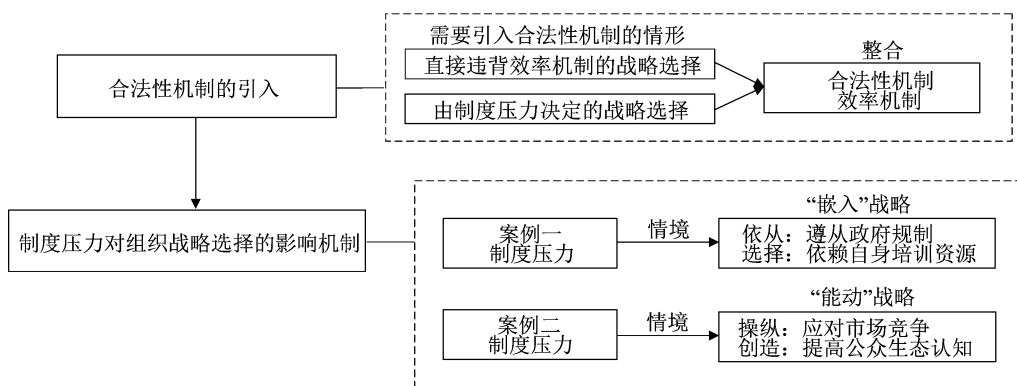 合法性机制的引入
需要引入合法性机制的情形
直接违背效率机制的战略选择
由制度压力决定的战略选择
整合
合法性机制
效率机制
制度压力对组织战略选择的影响机制
案例一
制度压力
情境
“嵌入”战略
依从：遵从政府规制
选择：依赖自身培训资源
案例二
制度压力
情境
“能动”战略
操纵：应对市场竞争
创造：提高公众生态认知